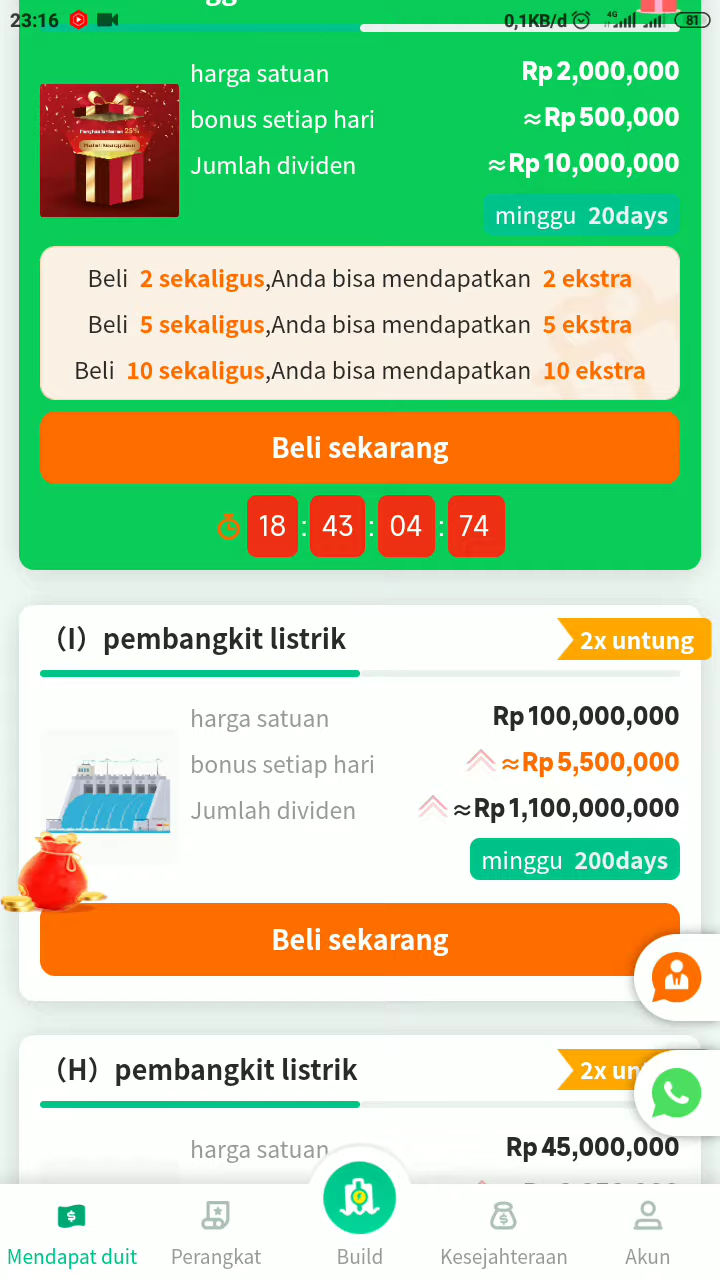 23:16
0,1KB/d 4G 81
harga satuan Rp 2,000,000
bonus setiap hari ≈Rp 500,000
Jumlah dividen ≈Rp 10,000,000
minggu 20days
Beli 2 sekaligus,Anda bisa mendapatkan 2 ekstra
Beli 5 sekaligus,Anda bisa mendapatkan 5 ekstra
Beli 10 sekaligus,Anda bisa mendapatkan 10 ekstra
Beli sekarang
18 : 43 : 04 : 74
（I）pembangkit listrik
2x untung
harga satuan Rp 100,000,000
bonus setiap hari ≈Rp 5,500,000
Jumlah dividen ≈Rp 1,100,000,000
minggu 200days
Beli sekarang
（H）pembangkit listrik
2x un
harga satuan Rp 45,000,000
Mendapat duit
Perangkat
Build
Kesejahteraan
Akun